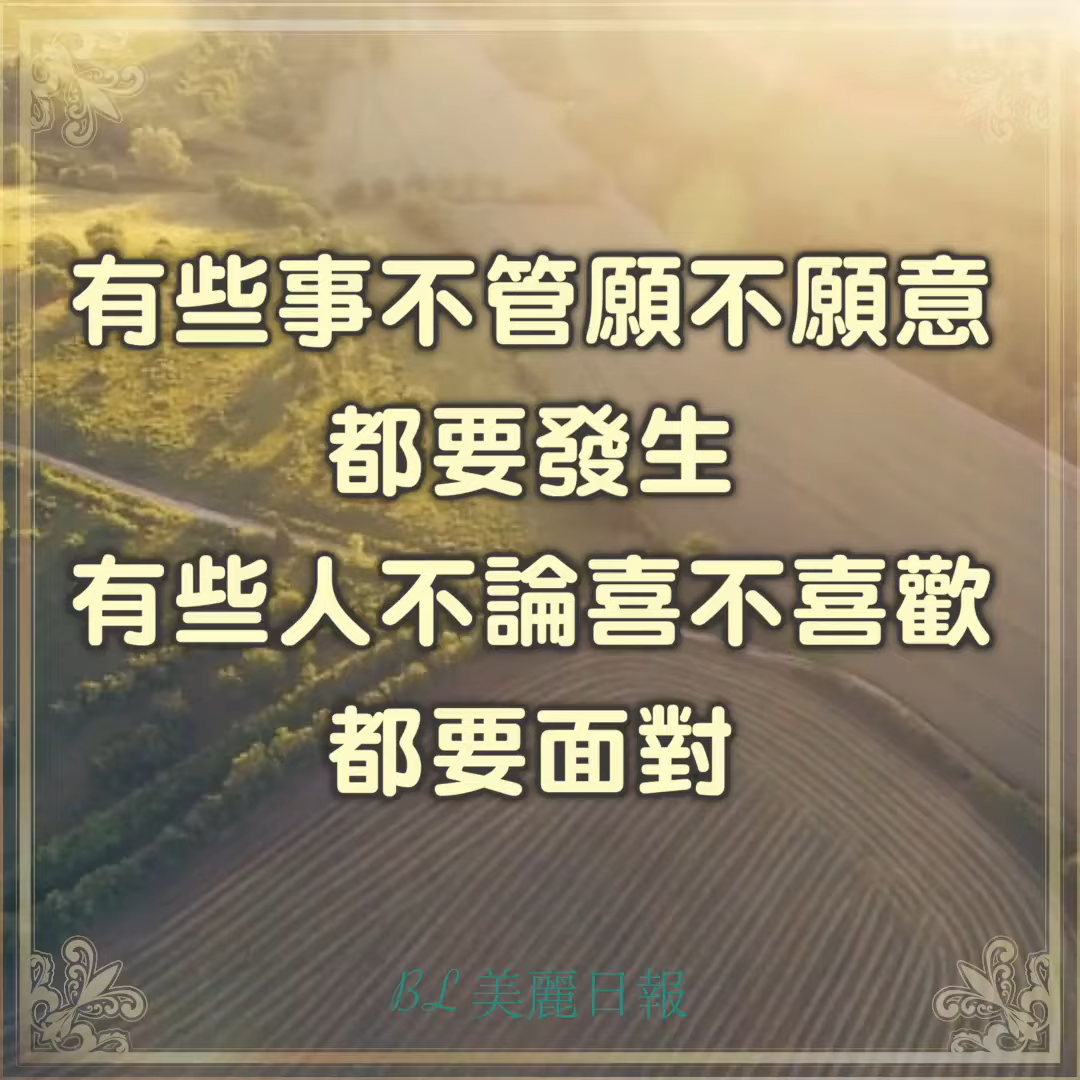 有些事不管願不願意
都要發生
有些人不論喜不喜歡
都要面對
BL 美麗日報